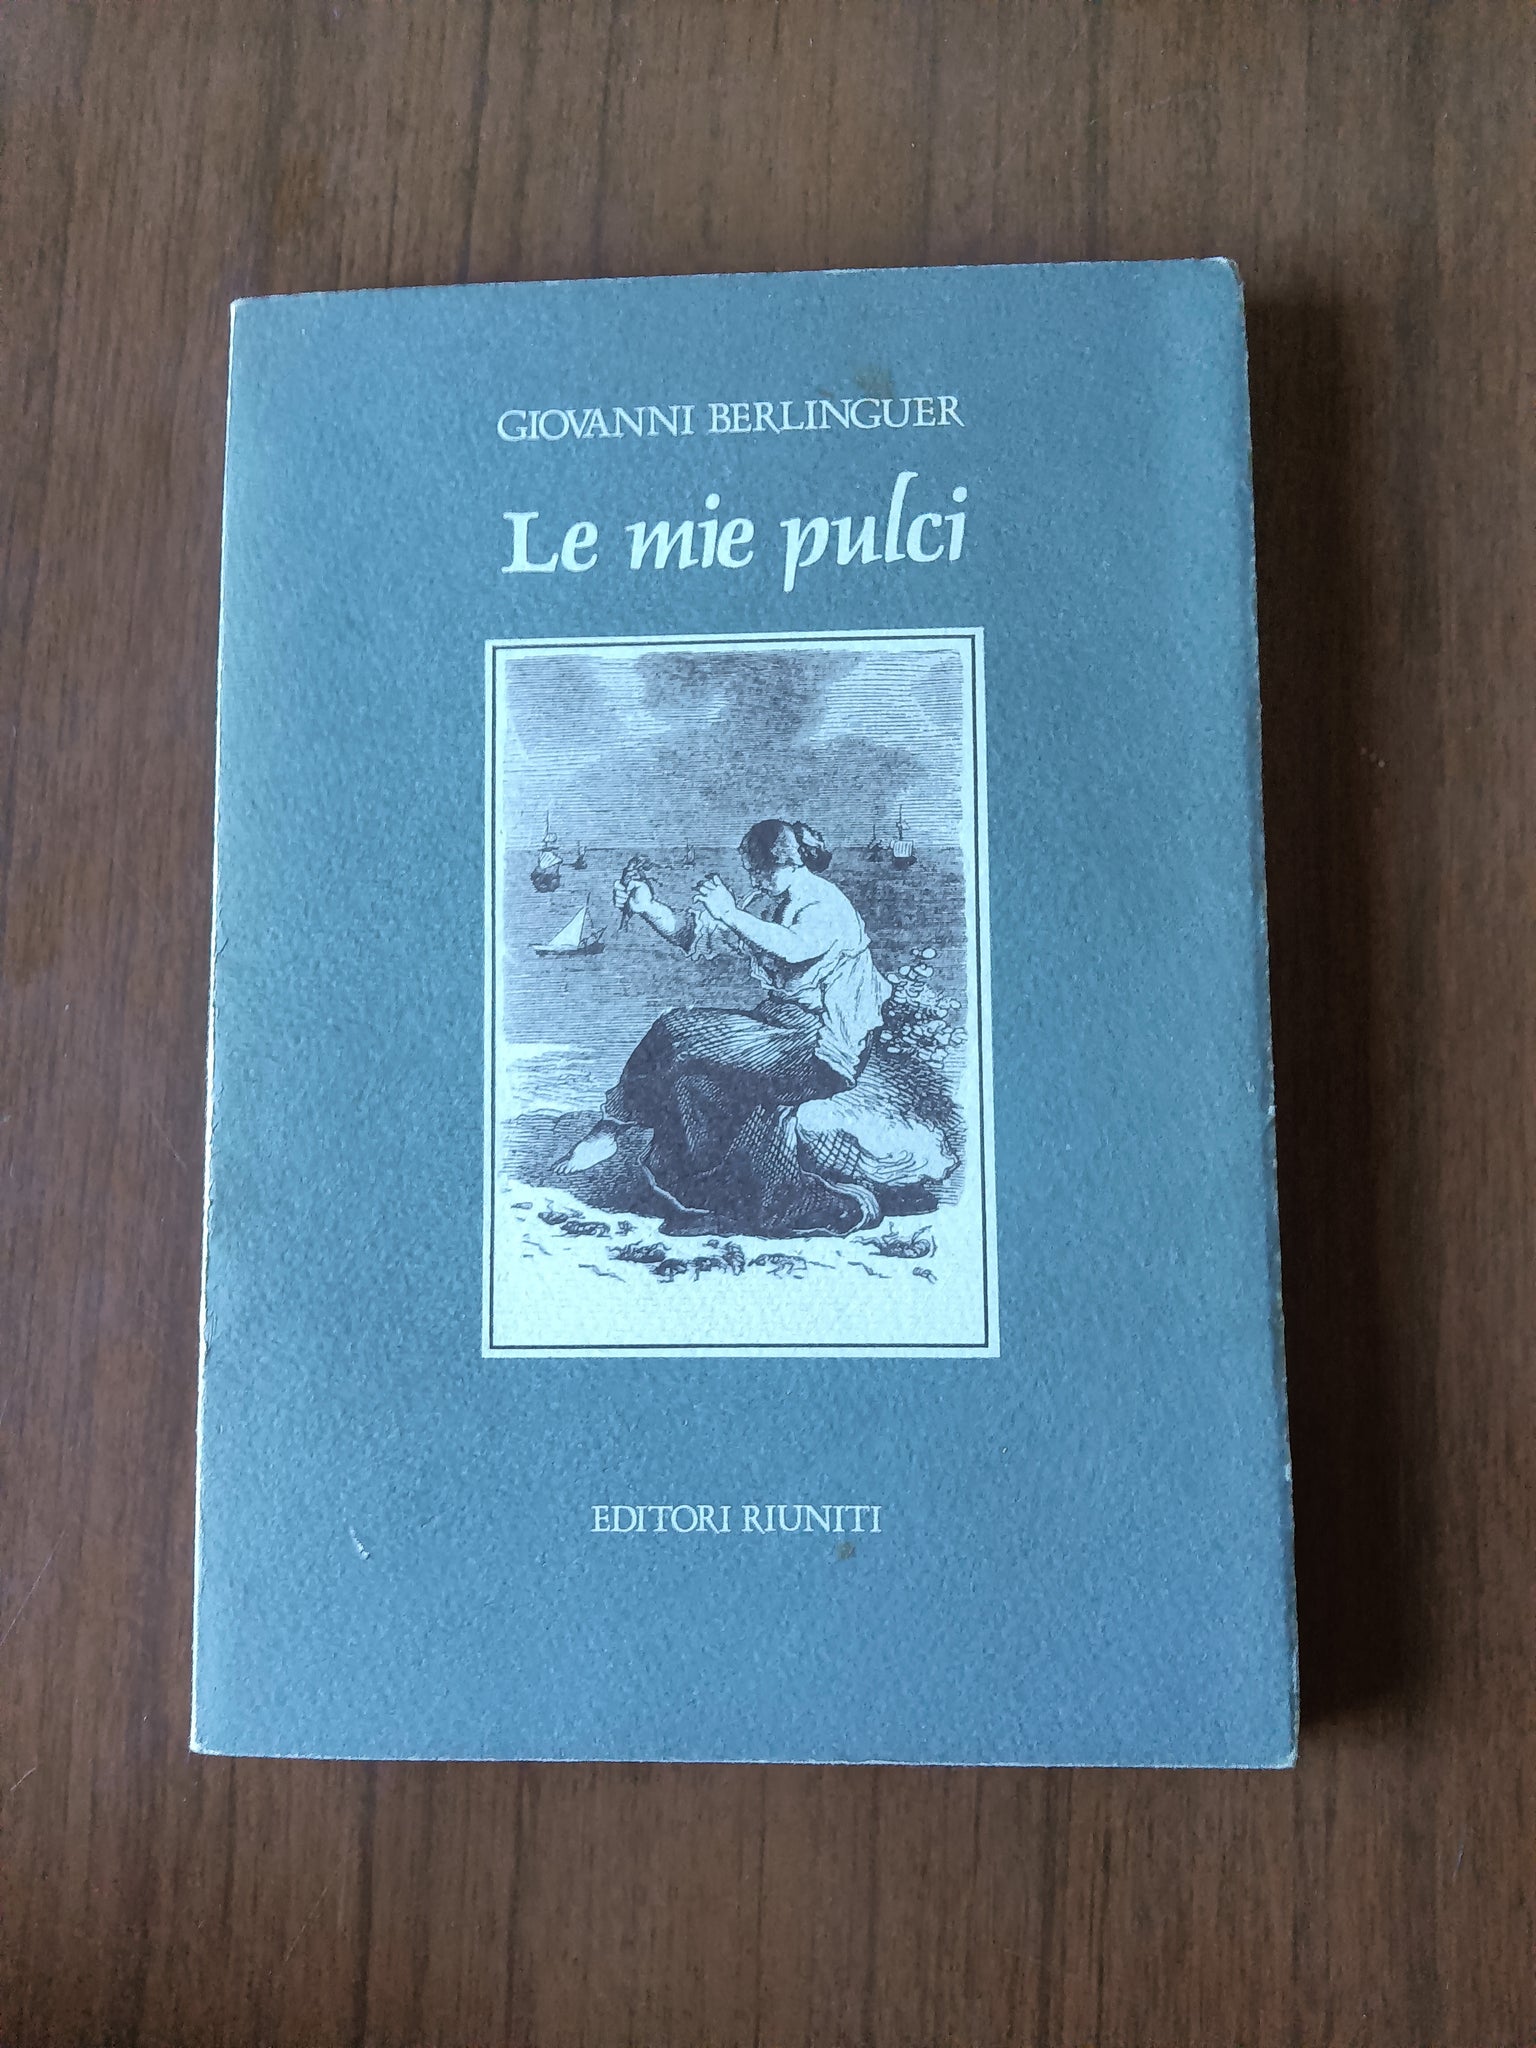 GIOVANNI BERLINGUER
Le mie pulci
EDITORI RIUNITI